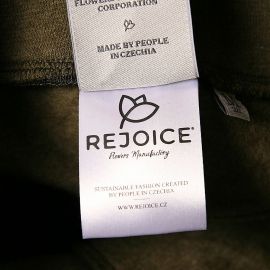 CORPORATION
MADE BY PEOPLE
IN CZECHIA
REJOICE®
Flowers Manufactory
SUSTAINABLE FASHION CREATED
BY PEOPLE IN CZECHIA
WWW.REJOICE.CZ